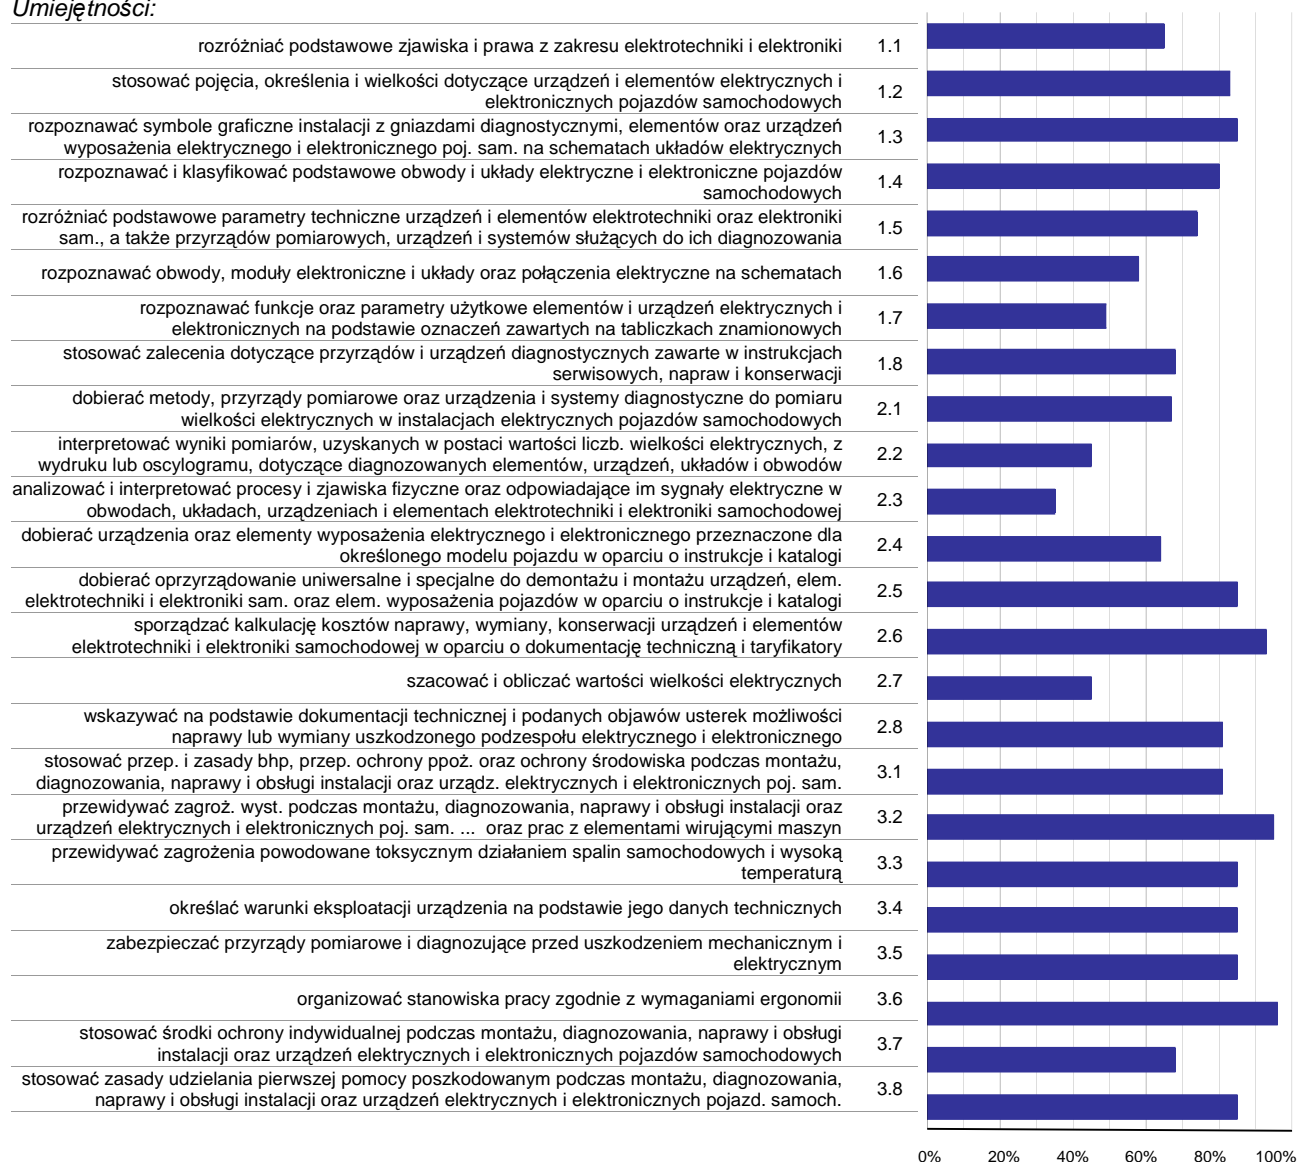 Umiejętności:
rozróżniać podstawowe zjawiska i prawa z zakresu elektrotechniki i elektroniki 1.1
stosować pojęcia, określenia i wielkości dotyczące urządzeń i elementów elektrycznych i
elektronicznych pojazdów samochodowych 1.2
rozpoznawać symbole graficzne instalacji z gniazdami diagnostycznymi, elementów oraz urządzeń
wyposażenia elektrycznego i elektronicznego poj. sam. na schematach układów elektrycznych 1.3
rozpoznawać i klasyfikować podstawowe obwody i układy elektryczne i elektroniczne pojazdów
samochodowych 1.4
rozróżniać podstawowe parametry techniczne urządzeń i elementów elektrotechniki oraz elektroniki
sam., a także przyrządów pomiarowych, urządzeń i systemów służących do ich diagnozowania 1.5
rozpoznawać obwody, moduły elektroniczne i układy oraz połączenia elektryczne na schematach 1.6
rozpoznawać funkcje oraz parametry użytkowe elementów i urządzeń elektrycznych i
elektronicznych na podstawie oznaczeń zawartych na tabliczkach znamionowych 1.7
stosować zalecenia dotyczące przyrządów i urządzeń diagnostycznych zawarte w instrukcjach
serwisowych, napraw i konserwacji 1.8
dobierać metody, przyrządy pomiarowe oraz urządzenia i systemy diagnostyczne do pomiaru
wielkości elektrycznych w instalacjach elektrycznych pojazdów samochodowych 2.1
interpretować wyniki pomiarów, uzyskanych w postaci wartości liczb. wielkości elektrycznych, z
wydruku lub oscylogramu, dotyczące diagnozowanych elementów, urządzeń, układów i obwodów 2.2
analizować i interpretować procesy i zjawiska fizyczne oraz odpowiadające im sygnały elektryczne w
obwodach, układach, urządzeniach i elementach elektrotechniki i elektroniki samochodowej 2.3
dobierać urządzenia oraz elementy wyposażenia elektrycznego i elektronicznego przeznaczone dla
określonego modelu pojazdu w oparciu o instrukcje i katalogi 2.4
dobierać oprzyrządowanie uniwersalne i specjalne do demontażu i montażu urządzeń, elem.
elektrotechniki i elektroniki sam. oraz elem. wyposażenia pojazdów w oparciu o instrukcje i katalogi 2.5
sporządzać kalkulację kosztów naprawy, wymiany, konserwacji urządzeń i elementów
elektrotechniki i elektroniki samochodowej w oparciu o dokumentację techniczną i taryfikatory 2.6
szacować i obliczać wartości wielkości elektrycznych 2.7
wskazywać na podstawie dokumentacji technicznej i podanych objawów usterek możliwości
naprawy lub wymiany uszkodzonego podzespołu elektrycznego i elektronicznego 2.8
stosować przep. i zasady bhp, przep. ochrony ppoż. oraz ochrony środowiska podczas montażu,
diagnozowania, naprawy i obsługi instalacji oraz urządz. elektrycznych i elektronicznych poj. sam. 3.1
przewidywać zagroż. wyst. podczas montażu, diagnozowania, naprawy i obsługi instalacji oraz
urządzeń elektrycznych i elektronicznych poj. sam. ... oraz prac z elementami wirującymi maszyn 3.2
przewidywać zagrożenia powodowane toksycznym działaniem spalin samochodowych i wysoką
temperaturą 3.3
określać warunki eksploatacji urządzenia na podstawie jego danych technicznych 3.4
zabezpieczać przyrządy pomiarowe i diagnozujące przed uszkodzeniem mechanicznym i
elektrycznym 3.5
organizować stanowiska pracy zgodnie z wymaganiami ergonomii 3.6
stosować środki ochrony indywidualnej podczas montażu, diagnozowania, naprawy i obsługi
instalacji oraz urządzeń elektrycznych i elektronicznych pojazdów samochodowych 3.7
stosować zasady udzielania pierwszej pomocy poszkodowanym podczas montażu, diagnozowania,
naprawy i obsługi instalacji oraz urządzeń elektrycznych i elektronicznych pojazd. samoch. 3.8
0% 20% 40% 60% 80% 100%